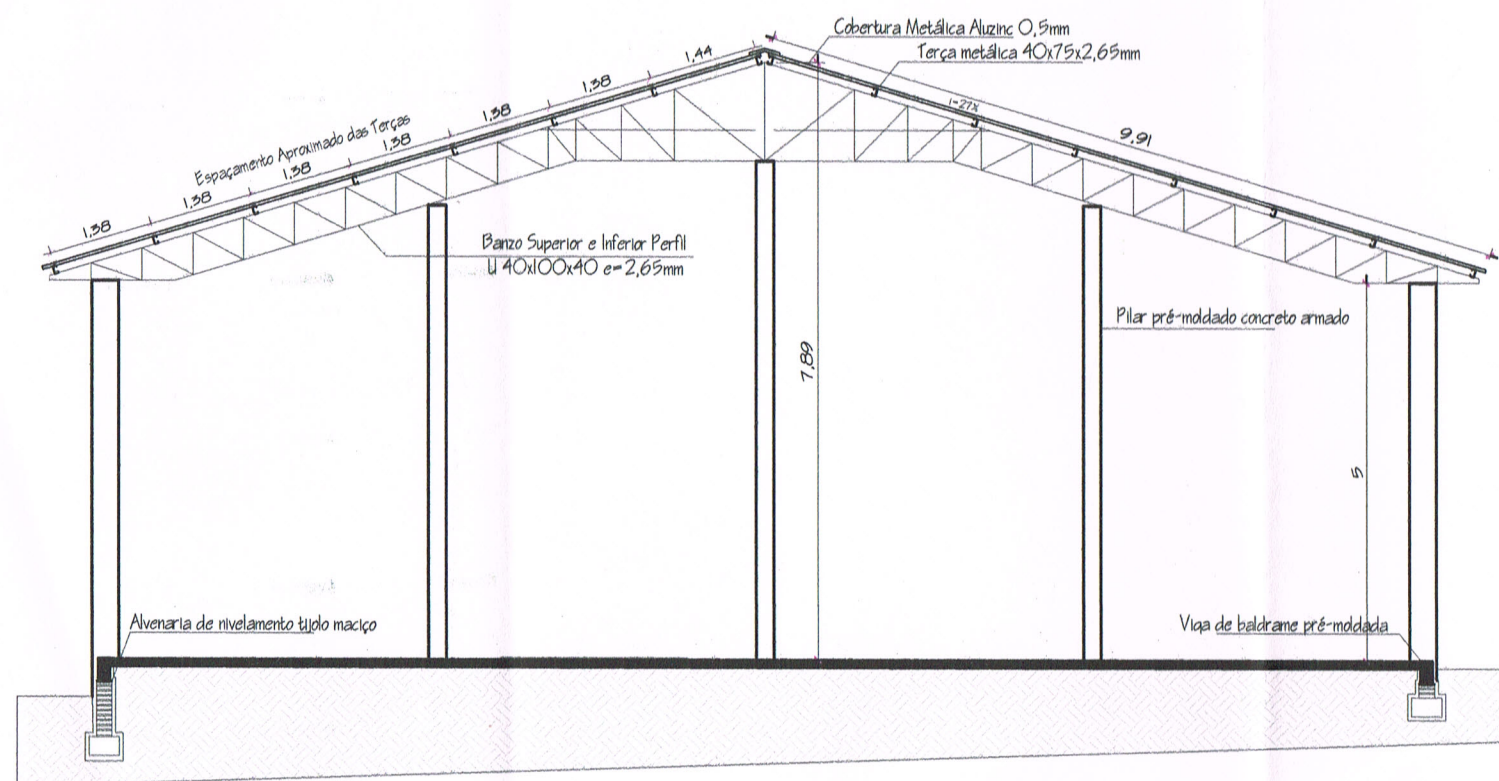 Cobertura Metálica Aluzinc 0,5mm
Terça metálica 40x75x2,65mm
1,44
1,38
1,38
1,38
1,38
1,38
1,38
Espaçamento Aproximado das Terças
i=27%
9,91
Banzo Superior e Inferior Perfil
U 40x100x40 e=2,65mm
Pilar pré-moldado concreto armado
7,89
5
Alvenaria de nivelamento tijolo maciço
Viga de baldrame pré-moldada